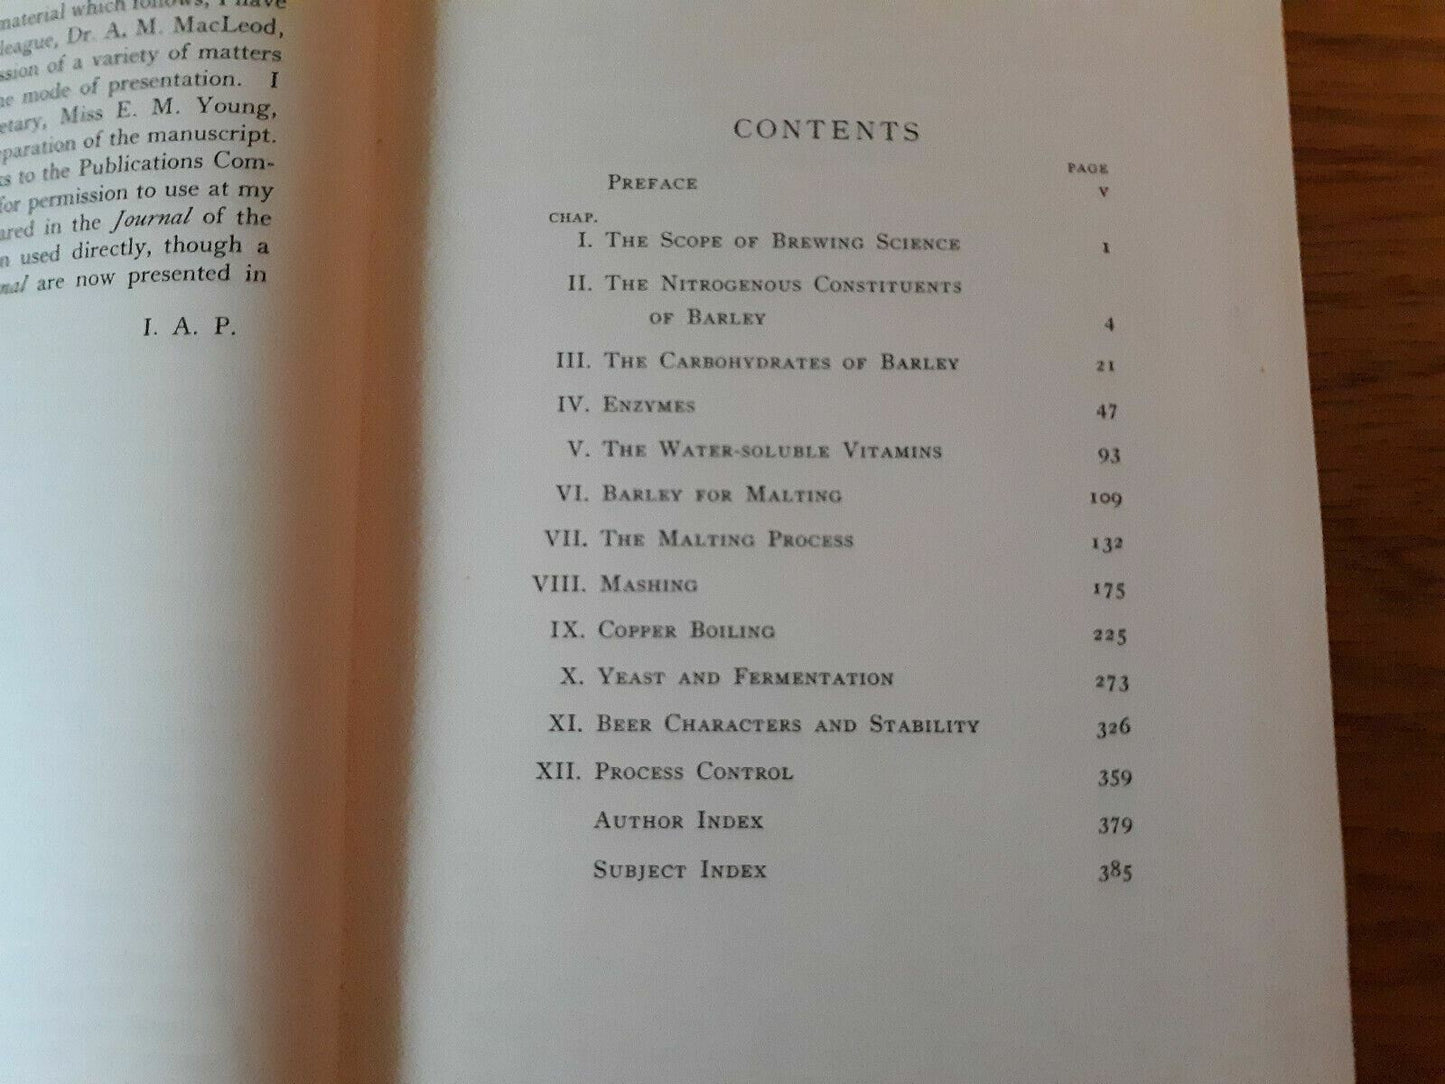 material which follows, I have
league, Dr. A. M. MacLeod,
ssion of a variety of matters
mode of presentation. I
etary, Miss E. M. Young,
paration of the manuscript.
to the Publications Com-
for permission to use at my
ared in the Journal of the
n used directly, though a
nal are now presented in
I. A. P.
CONTENTS
PAGE
PREFACE v
CHAP.
I. THE SCOPE OF BREWING SCIENCE 1
II. THE NITROGENOUS CONSTITUENTS
OF BARLEY 4
III. THE CARBOHYDRATES OF BARLEY 21
IV. ENZYMES 47
V. THE WATER-SOLUBLE VITAMINS 93
VI. BARLEY FOR MALTING 109
VII. THE MALTING PROCESS 132
VIII. MASHING 175
IX. COPPER BOILING 225
X. YEAST AND FERMENTATION 273
XI. BEER CHARACTERS AND STABILITY 326
XII. PROCESS CONTROL 359
AUTHOR INDEX 379
SUBJECT INDEX 385